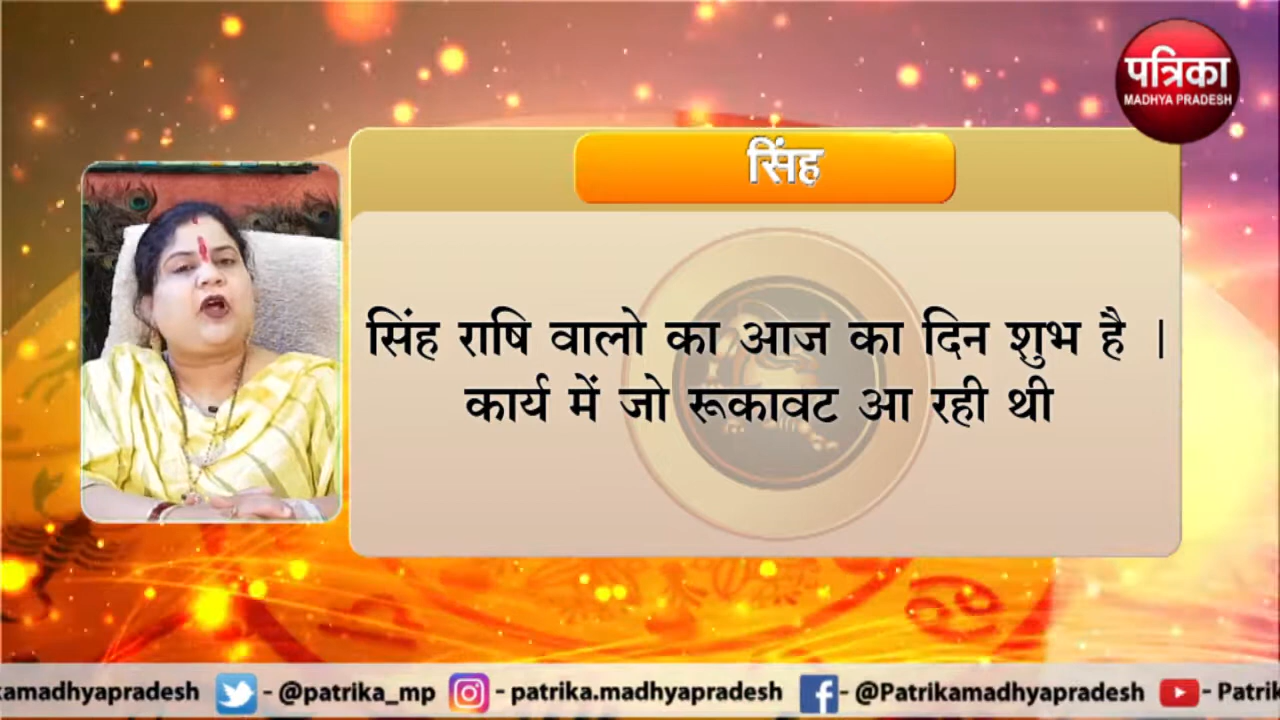 पत्रिका
MADHYA PRADESH
सिंह
सिंह राषि वालो का आज का दिन शुभ है |
कार्य में जो रूकावट आ रही थी
kamadhyapradesh - @patrika_mp - patrika.madhyapradesh - @Patrikamadhyapradesh - Patrik